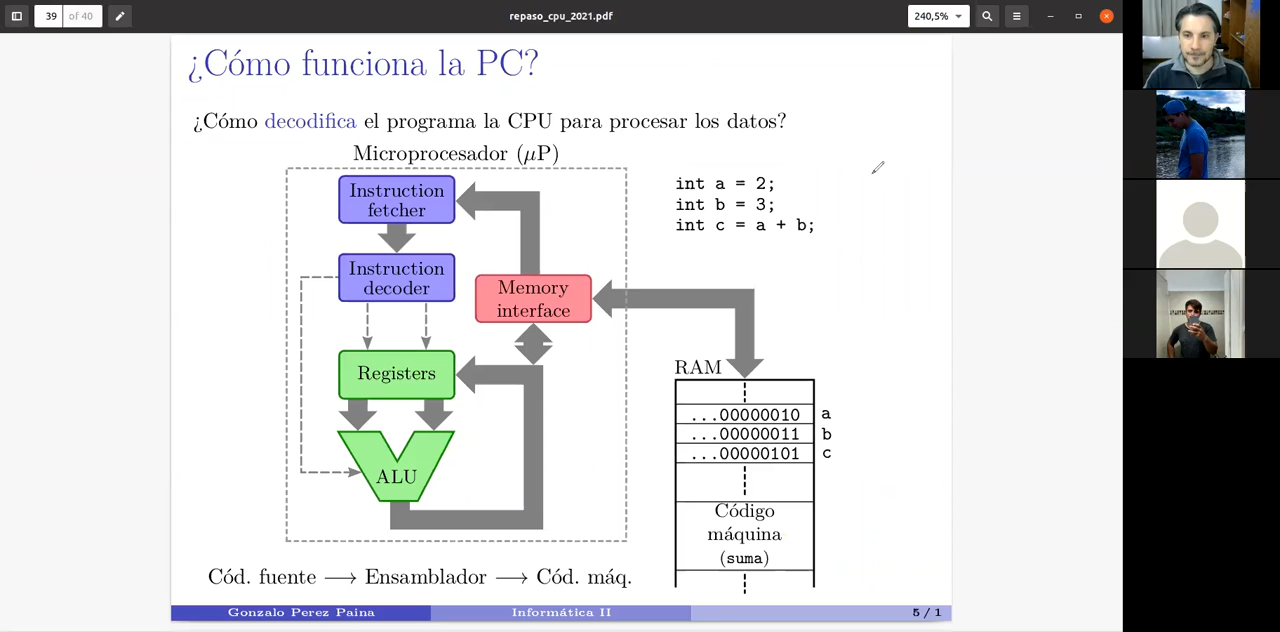 39 of 40
repaso_cpu_2021.pdf
240,5%
¿Cómo funciona la PC?
¿Cómo decodifica el programa la CPU para procesar los datos?
Microprocesador (μP)
Instruction
fetcher
Instruction
decoder
Memory
interface
Registers
ALU
int a = 2;
int b = 3;
int c = a + b;
RAM
...00000010 a
...00000011 b
...00000101 c
Código
máquina
(suma)
Cód. fuente ⟶ Ensamblador ⟶ Cód. máq.
Gonzalo Perez Paina Informática II 5 / 1